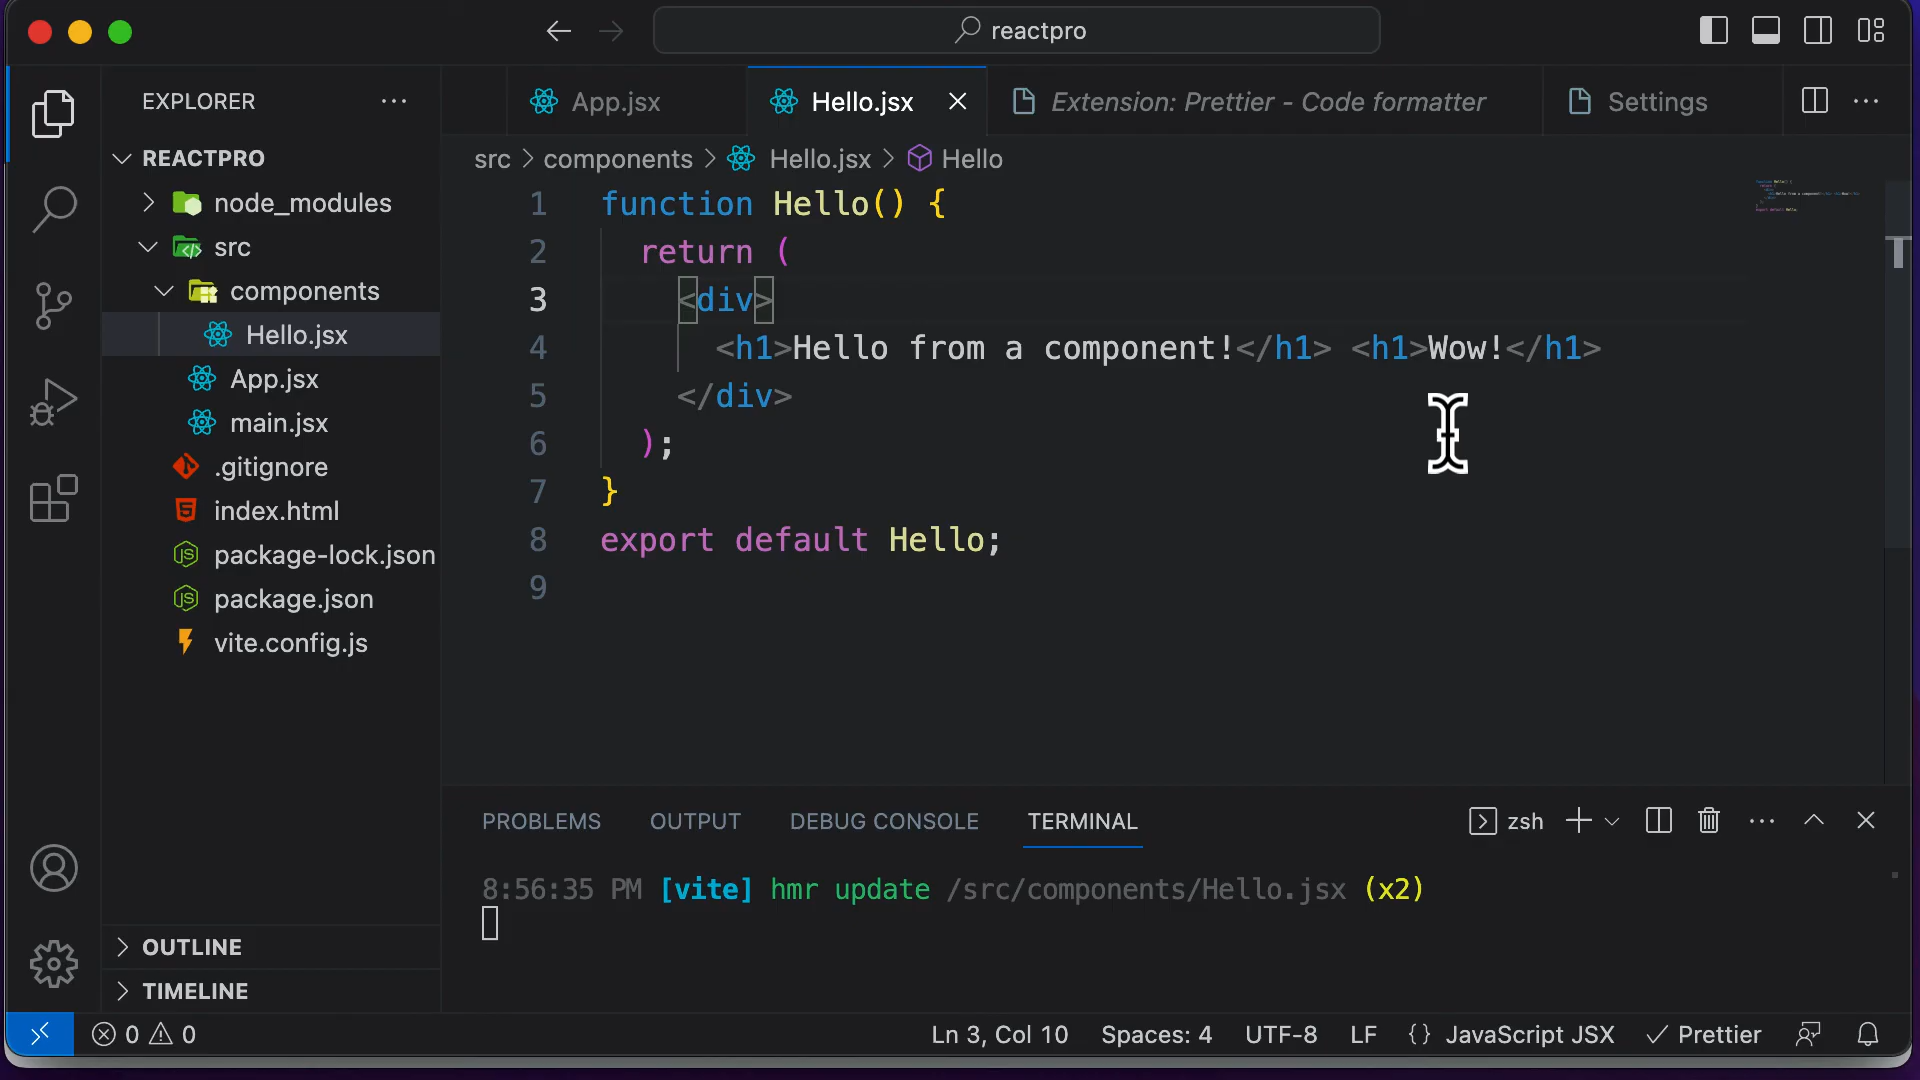 reactpro
EXPLORER
REACTPRO
node_modules
src
components
Hello.jsx
App.jsx
main.jsx
.gitignore
index.html
package-lock.json
package.json
vite.config.js
OUTLINE
TIMELINE
App.jsx
Hello.jsx
Extension: Prettier - Code formatter
Settings
src > components > Hello.jsx > Hello
1 function Hello() {
2 return (
3 <div>
4 <h1>Hello from a component!</h1> <h1>Wow!</h1>
5 </div>
6 );
7 }
8 export default Hello;
9
PROBLEMS OUTPUT DEBUG CONSOLE TERMINAL zsh
8:56:35 PM [vite] hmr update /src/components/Hello.jsx (x2)
0 0 Ln 3, Col 10 Spaces: 4 UTF-8 LF {} JavaScript JSX Prettier